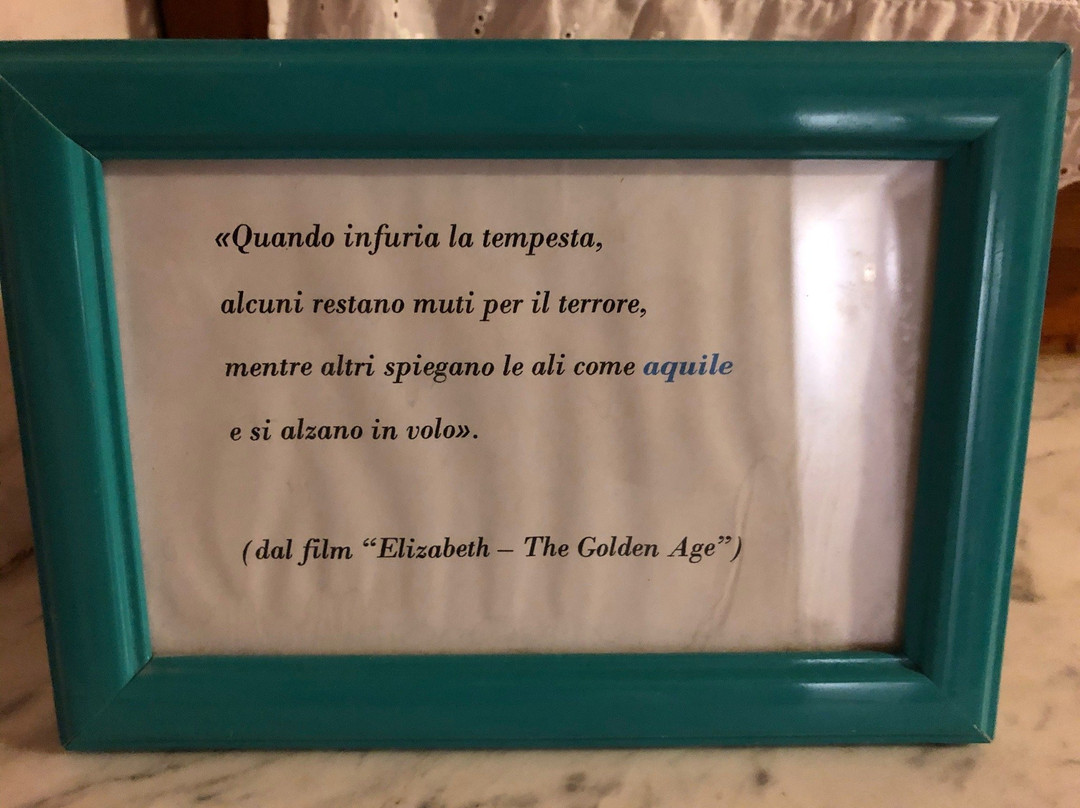 «Quando infuria la tempesta,
alcuni restano muti per il terrore,
mentre altri spiegano le ali come aquile
e si alzano in volo».
(dal film “Elizabeth – The Golden Age”)